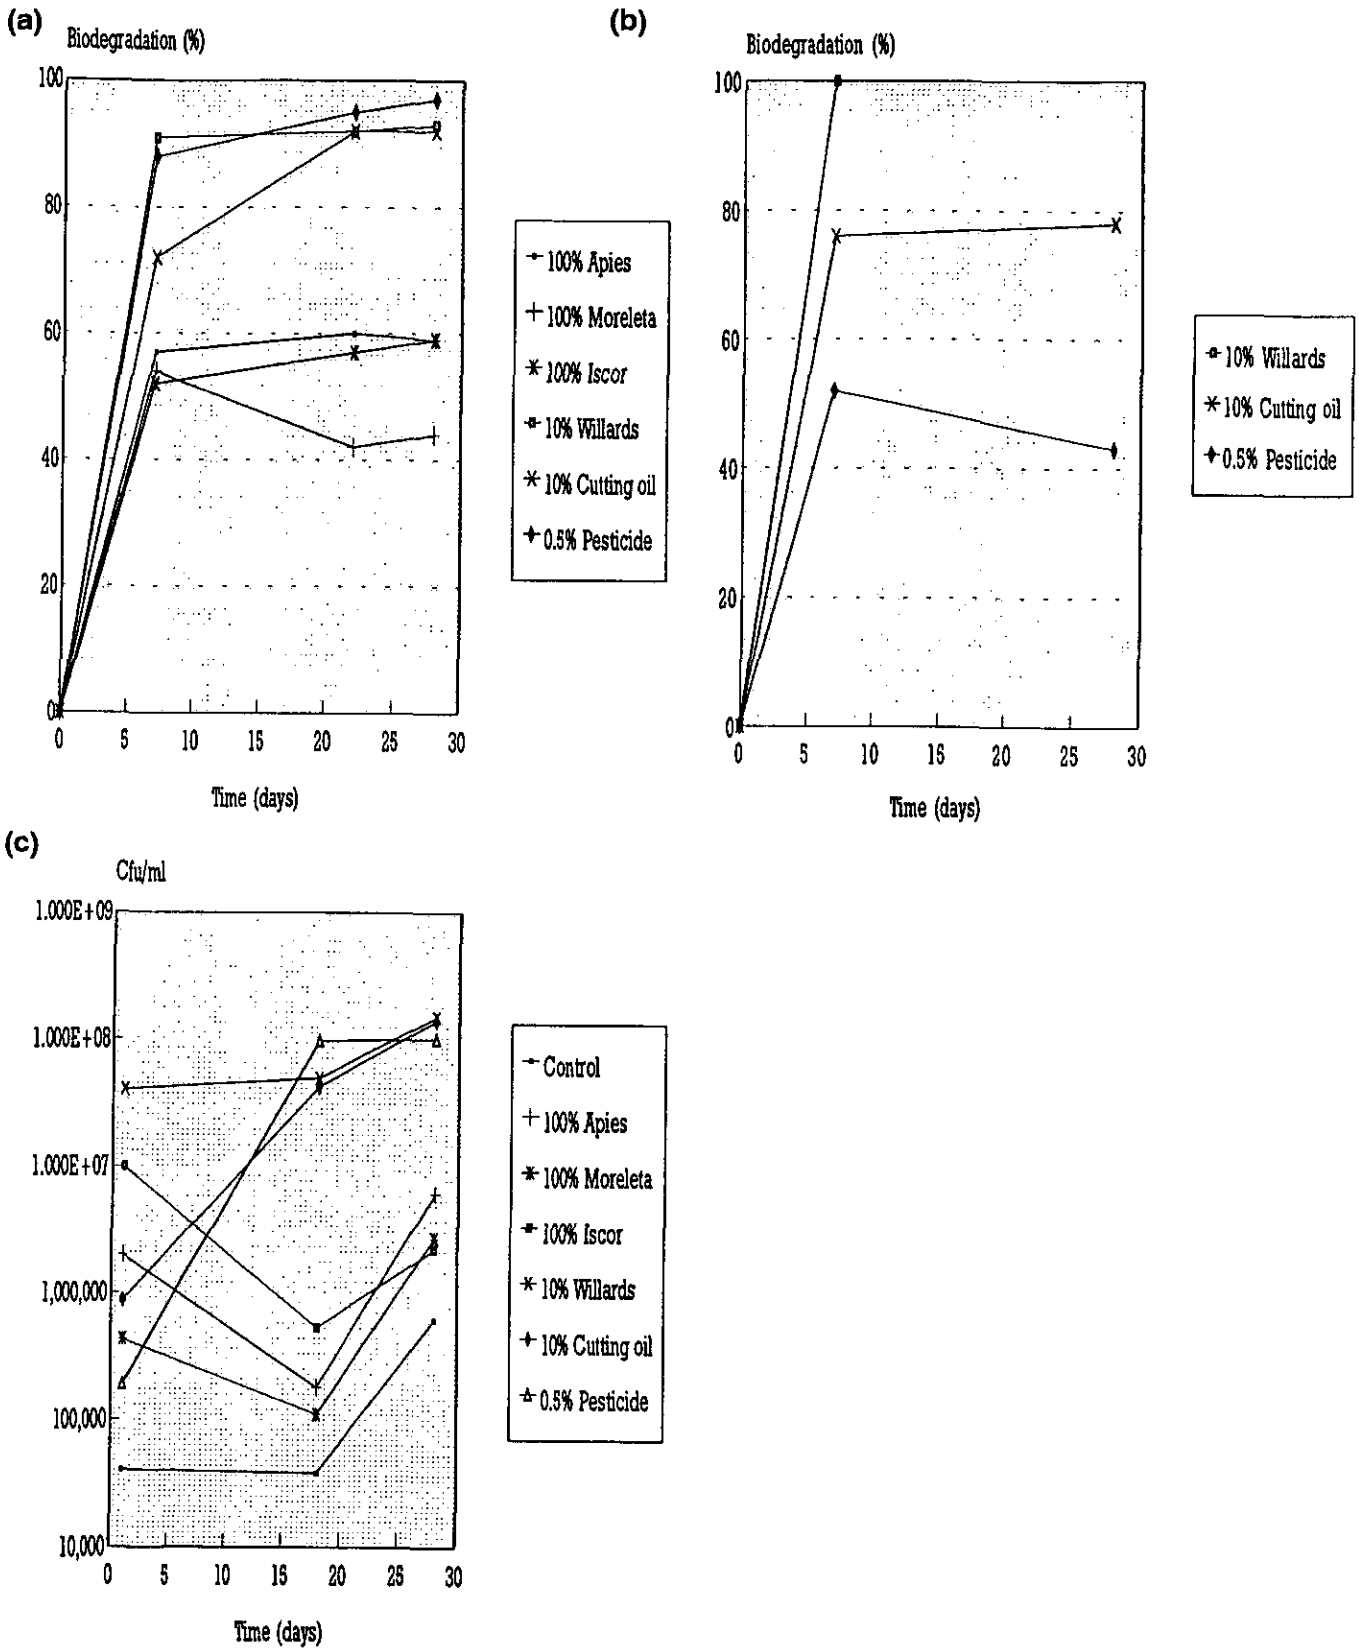 (a)
Biodegradation (%)
100
80
60
40
20
0
0 5 10 15 20 25 30
Time (days)
100% Apies
100% Moreleta
100% Iscor
10% Willards
10% Cutting oil
0.5% Pesticide
(b)
Biodegradation (%)
100
80
60
40
20
0
0 5 10 15 20 25 30
Time (days)
10% Willards
10% Cutting oil
0.5% Pesticide
(c)
Cfu/ml
1.000E+09
1.000E+08
1.000E+07
1,000,000
100,000
10,000
0 5 10 15 20 25 30
Time (days)
Control
100% Apies
100% Moreleta
100% Iscor
10% Willards
10% Cutting oil
0.5% Pesticide